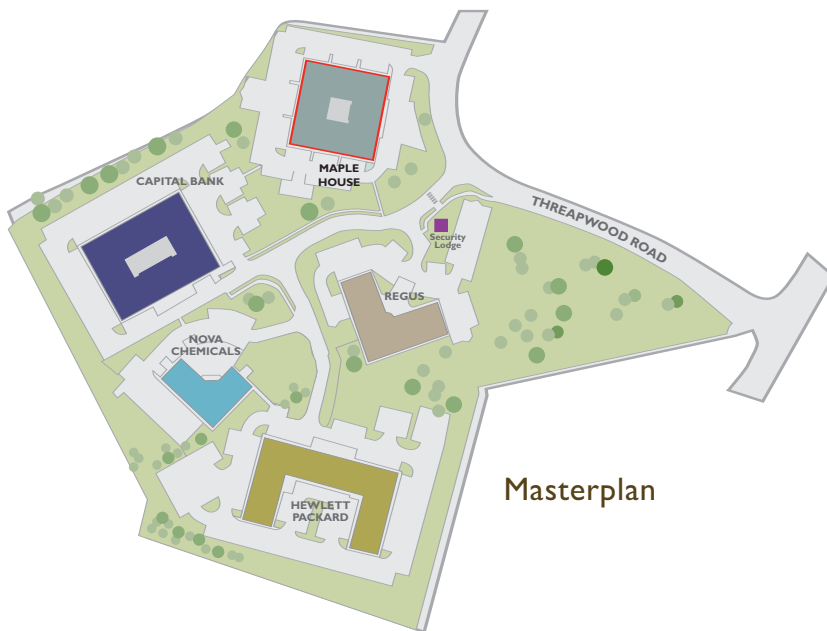 MAPLE
HOUSE
CAPITAL BANK
THREAPWOOD ROAD
Security
Lodge
REGUS
NOVA
CHEMICALS
Masterplan
HEWLETT
PACKARD